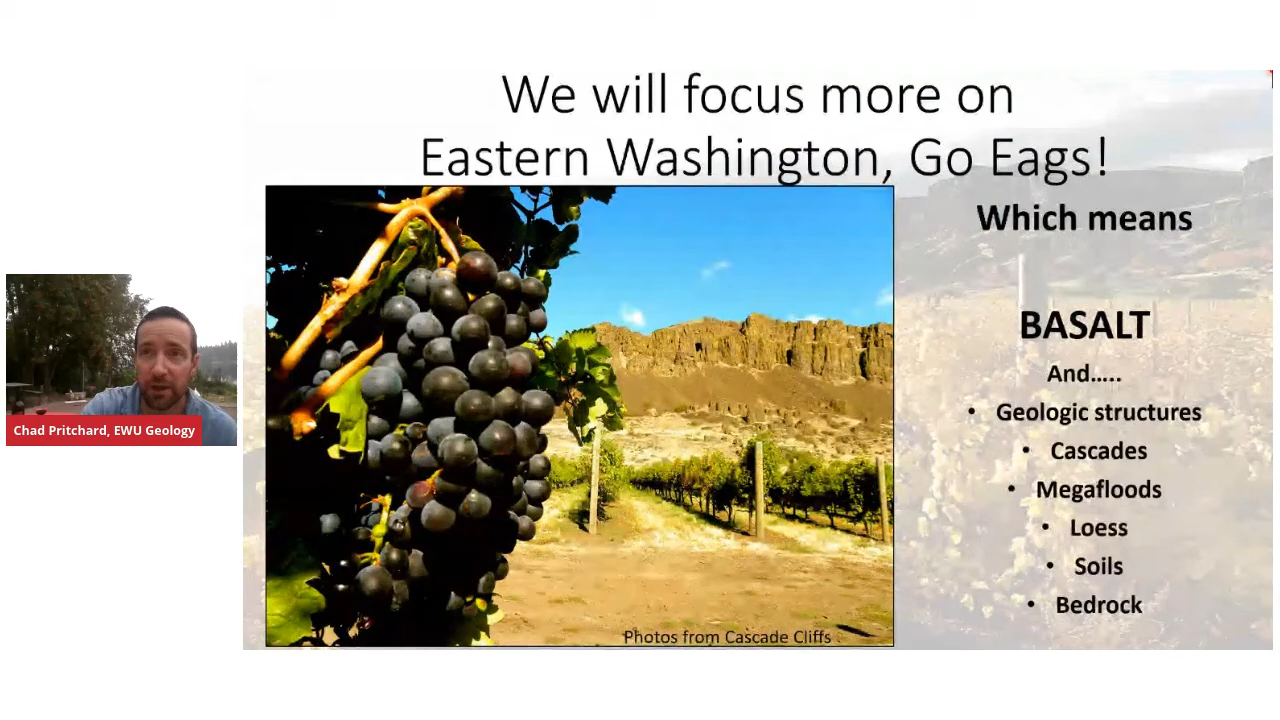 We will focus more on
Eastern Washington, Go Eags!
Which means
BASALT
And…..
• Geologic structures
• Cascades
• Megafloods
• Loess
• Soils
• Bedrock
Photos from Cascade Cliffs
Chad Pritchard, EWU Geology